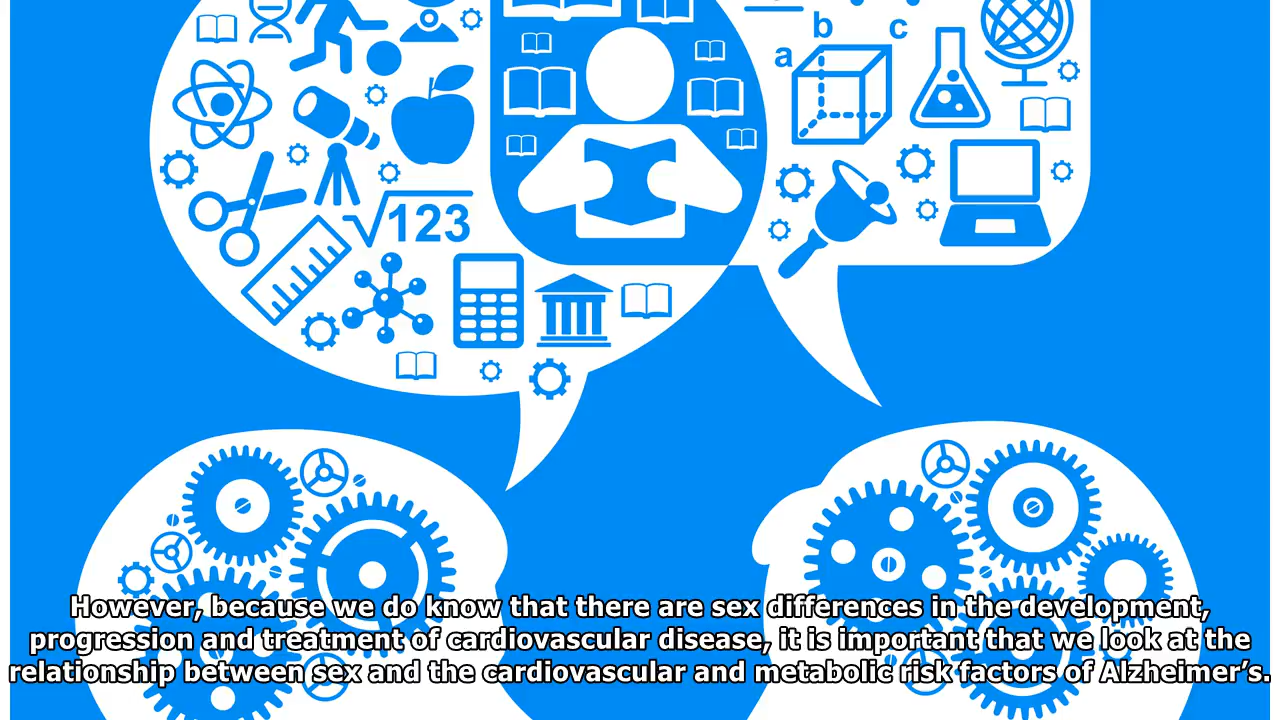 b
c
a
√123
However, because we do know that there are sex differences in the development,
progression and treatment of cardiovascular disease, it is important that we look at the
relationship between sex and the cardiovascular and metabolic risk factors of Alzheimer’s.